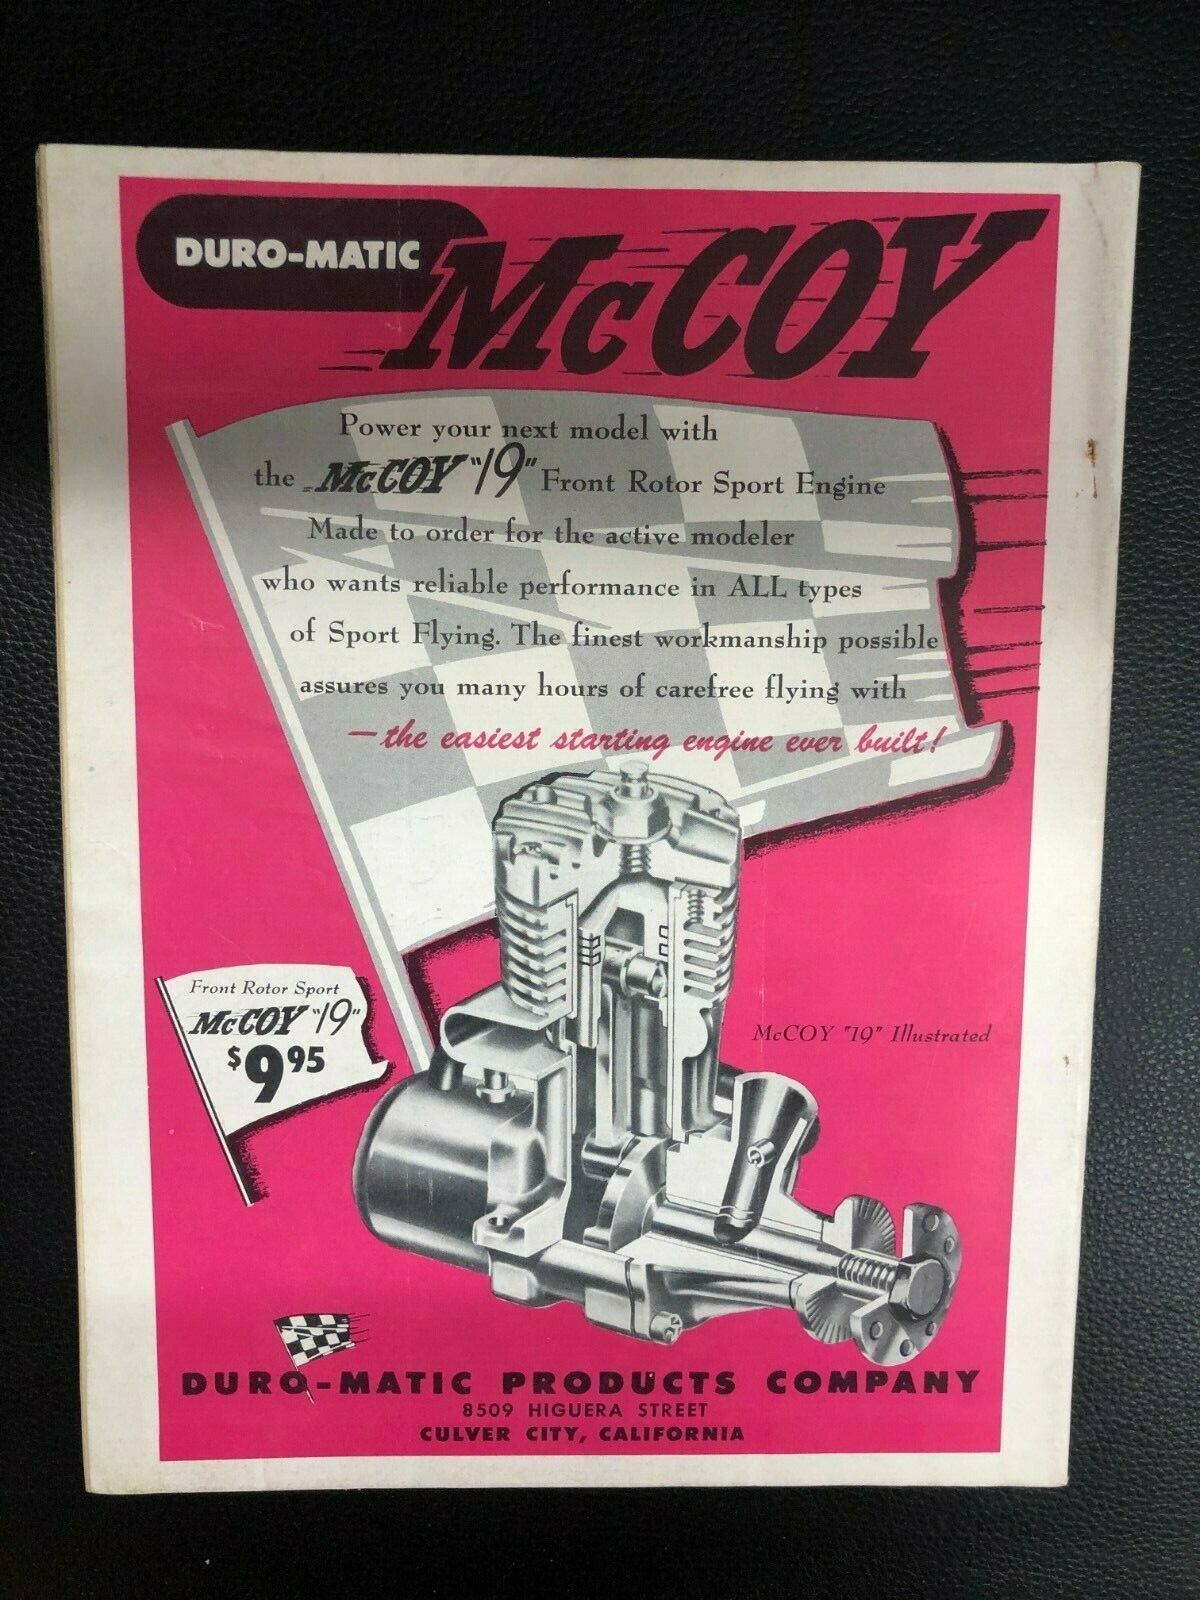 DURO-MATIC McCOY
Power your next model with
the McCOY "19" Front Rotor Sport Engine
Made to order for the active modeler
who wants reliable performance in ALL types
of Sport Flying. The finest workmanship possible
assures you many hours of carefree flying with
—the easiest starting engine ever built!
Front Rotor Sport
McCOY "19"
$9.95
McCOY "19" Illustrated
DURO-MATIC PRODUCTS COMPANY
8509 HIGUERA STREET
CULVER CITY, CALIFORNIA